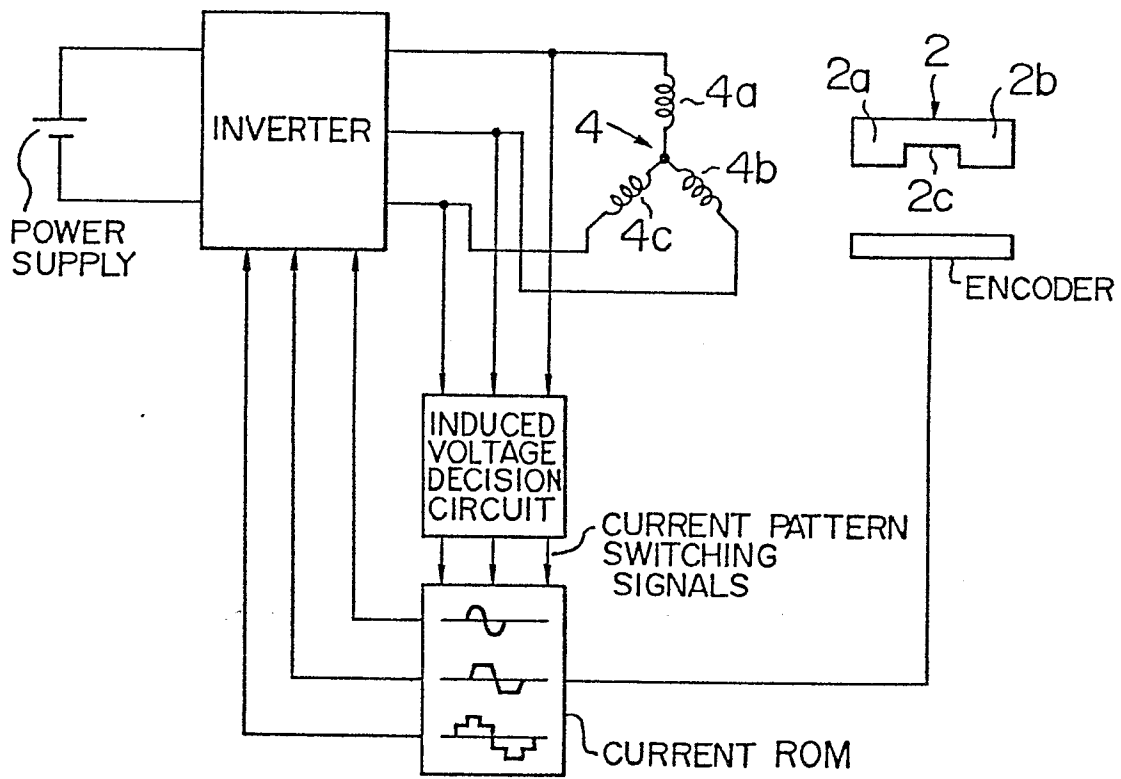 INVERTER
POWER
SUPPLY
4
4a
4b
4c
2
2a
2b
2c
ENCODER
INDUCED
VOLTAGE
DECISION
CIRCUIT
CURRENT PATTERN
SWITCHING
SIGNALS
CURRENT ROM